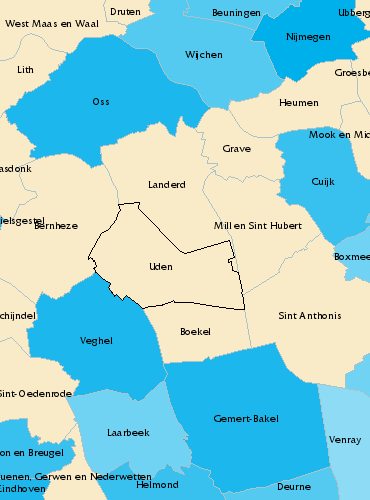 Druten
Beuningen
Ubberg
West Maas en Waal
Nijmegen
Wijchen
Lith
Groesbe
Oss
Heumen
Mook en Mid
Grave
asdonk
Landerd
Cuijk
elsgestel
Bernheze
Mill en Sint Hubert
Boxmee
Uden
chijndel
Sint Anthonis
Boekel
Veghel
Sint-Oedenrode
Gemert-Bakel
Laarbeek
Venray
on en Breugel
uenen, Gerwen en Nederwetten
Eindhoven
Helmond
Deurne